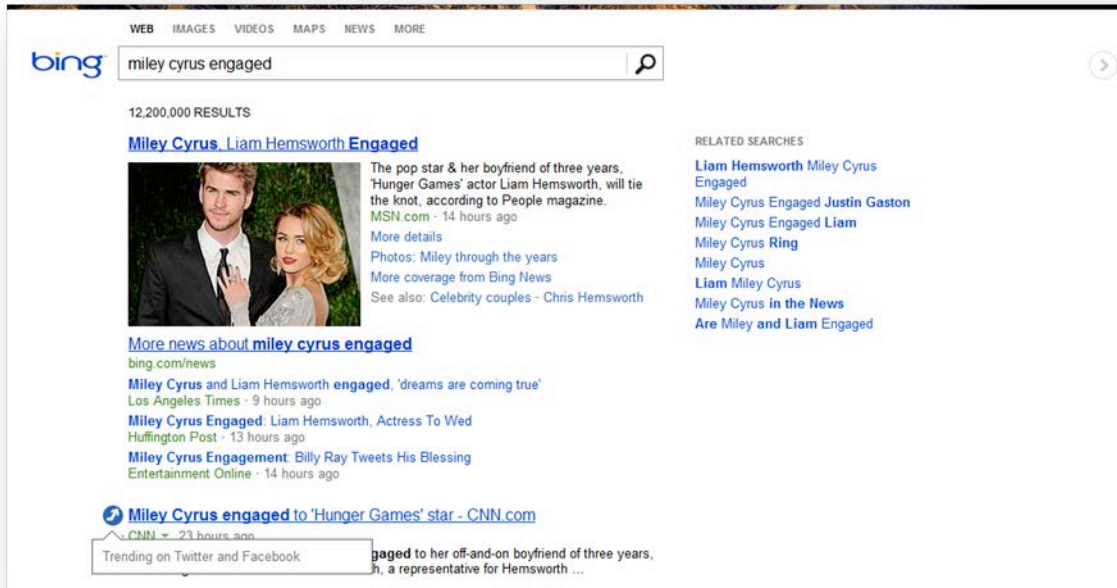 WEB IMAGES VIDEOS MAPS NEWS MORE
bing
miley cyrus engaged
12,200,000 RESULTS
Miley Cyrus, Liam Hemsworth Engaged
The pop star & her boyfriend of three years,
'Hunger Games' actor Liam Hemsworth, will tie
the knot, according to People magazine.
MSN.com · 14 hours ago
More details
Photos: Miley through the years
More coverage from Bing News
See also: Celebrity couples · Chris Hemsworth
More news about miley cyrus engaged
bing.com/news
Miley Cyrus and Liam Hemsworth engaged, 'dreams are coming true'
Los Angeles Times · 9 hours ago
Miley Cyrus Engaged: Liam Hemsworth, Actress To Wed
Huffington Post · 13 hours ago
Miley Cyrus Engagement: Billy Ray Tweets His Blessing
Entertainment Online · 14 hours ago
Miley Cyrus engaged to 'Hunger Games' star - CNN.com
CNN 23 hours ago
Trending on Twitter and Facebook
gaged to her off-and-on boyfriend of three years,
h, a representative for Hemsworth ...
RELATED SEARCHES
Liam Hemsworth Miley Cyrus
Engaged
Miley Cyrus Engaged Justin Gaston
Miley Cyrus Engaged Liam
Miley Cyrus Ring
Miley Cyrus
Liam Miley Cyrus
Miley Cyrus in the News
Are Miley and Liam Engaged